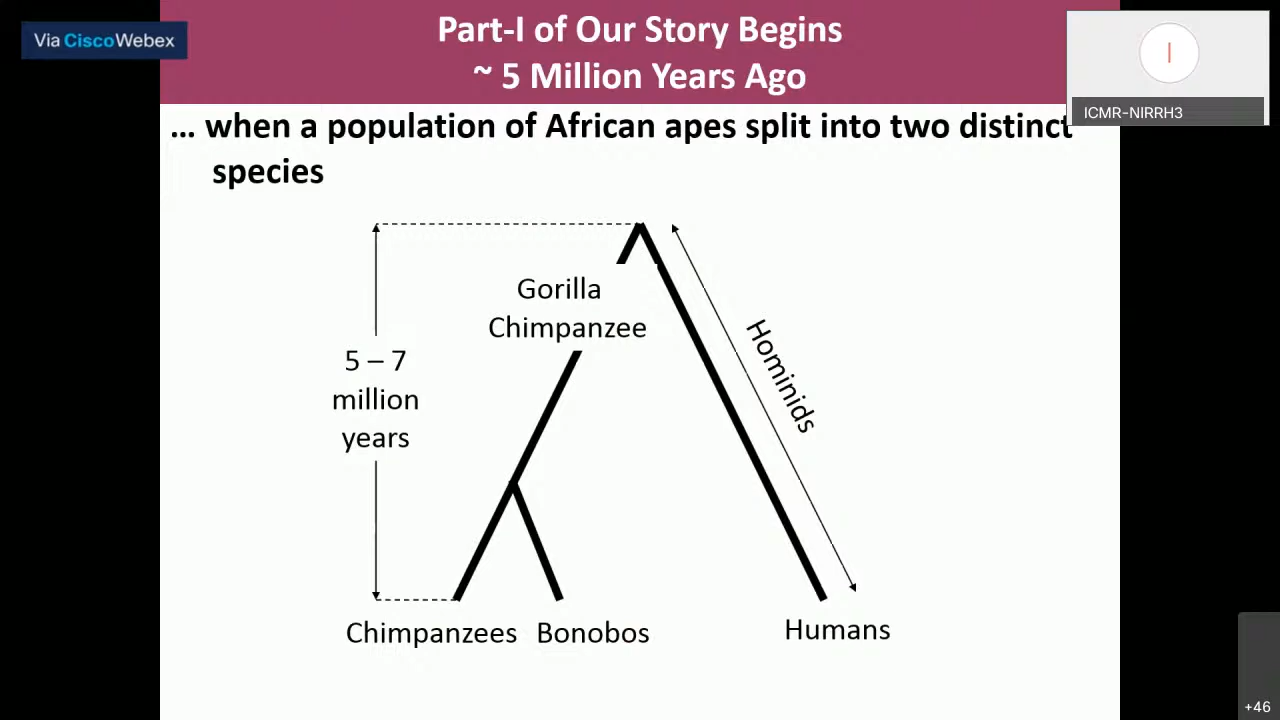 Via CiscoWebex
Part-I of Our Story Begins
~ 5 Million Years Ago
ICMR-NIRRH3
... when a population of African apes split into two distinct
species
Gorilla
Chimpanzee
5 – 7
million
years
Hominids
Chimpanzees
Bonobos
Humans
+46